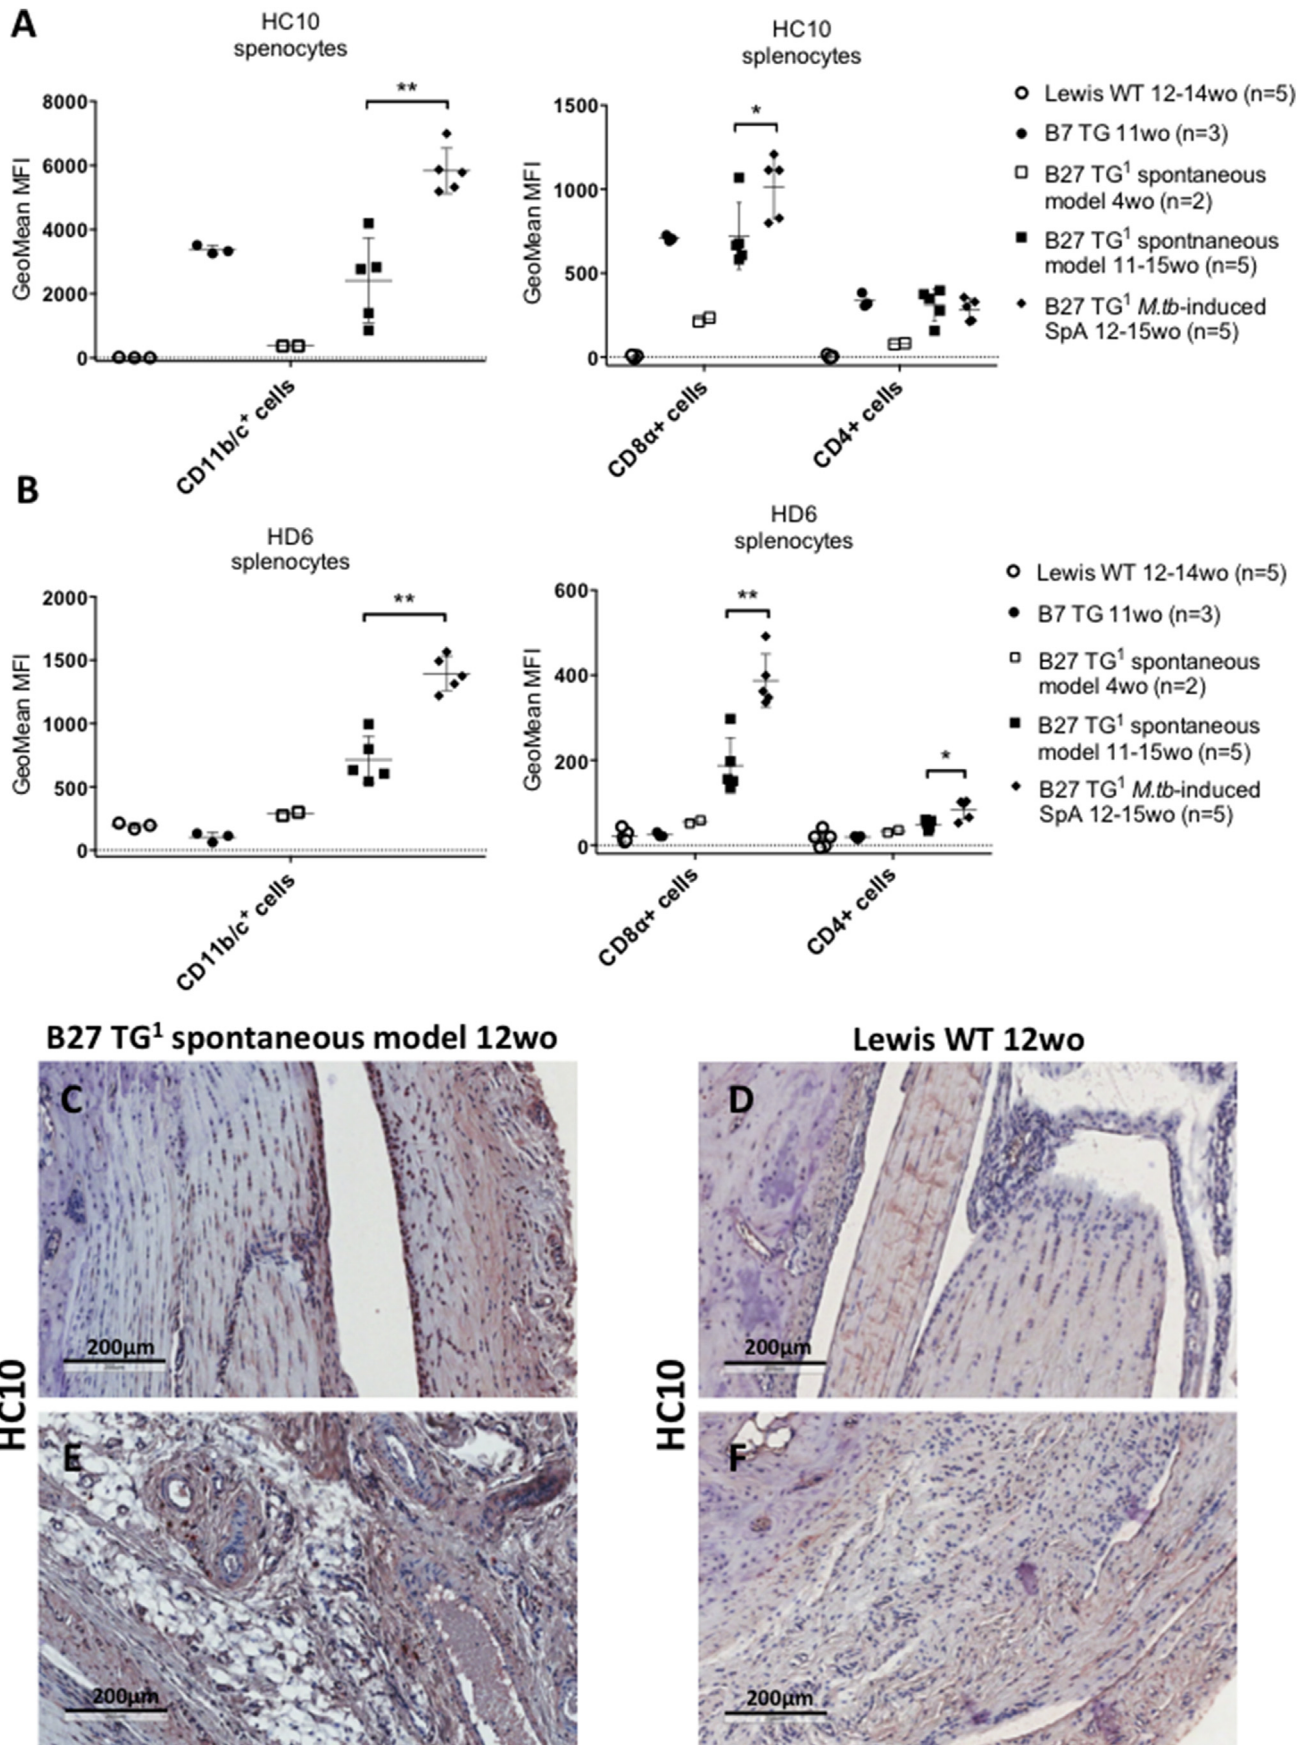 A
HC10
spenocytes
GeoMean MFI
8000
6000
4000
2000
0
**
CD11b/c+ cells
HC10
splenocytes
GeoMean MFI
1500
1000
500
0
*
CD8α+ cells
CD4+ cells
Lewis WT 12-14wo (n=5)
B7 TG 11wo (n=3)
B27 TG1 spontaneous
model 4wo (n=2)
B27 TG1 spontnaneous
model 11-15wo (n=5)
B27 TG1 M.tb-induced
SpA 12-15wo (n=5)
B
HD6
splenocytes
GeoMean MFI
2000
1500
1000
500
0
**
CD11b/c+ cells
HD6
splenocytes
GeoMean MFI
600
400
200
0
**
*
CD8α+ cells
CD4+ cells
Lewis WT 12-14wo (n=5)
B7 TG 11wo (n=3)
B27 TG1 spontaneous
model 4wo (n=2)
B27 TG1 spontaneous
model 11-15wo (n=5)
B27 TG1 M.tb-induced
SpA 12-15wo (n=5)
B27 TG1 spontaneous model 12wo
Lewis WT 12wo
C
200µm
D
200µm
HC10
HC10
E
200µm
F
200µm